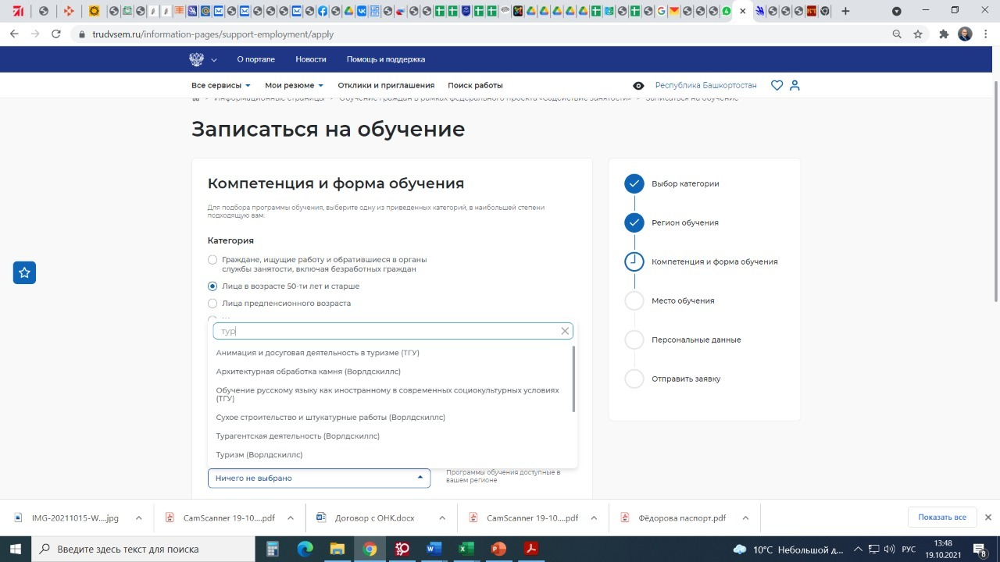 trudvsem.ru/information-pages/support-employment/apply
О портале
Новости
Помощь и поддержка
Все сервисы
Мои резюме
Отклики и приглашения
Поиск работы
Республика Башкортостан
Информационные страницы > Обучение граждан в рамках федерального проекта «Содействие занятости» > Записаться на обучение
Записаться на обучение
Компетенция и форма обучения
Для подбора программы обучения, выберите одну из приведенных категорий, в наибольшей степени
подходящую вам:
Категория
Граждане, ищущие работу и обратившиеся в органы
службы занятости, включая безработных граждан
Лица в возрасте 50-ти лет и старше
Лица предпенсионного возраста
тур
Анимация и досуговая деятельность в туризме (ТГУ)
Архитектурная обработка камня (Ворлдскиллс)
Обучение русскому языку как иностранному в современных социокультурных условиях
(ТГУ)
Сухое строительство и штукатурные работы (Ворлдскиллс)
Турагентская деятельность (Ворлдскиллс)
Туризм (Ворлдскиллс)
Ничего не выбрано
Программы обучения доступные в
вашем регионе
Выбор категории
Регион обучения
Компетенция и форма обучения
Место обучения
Персональные данные
Отправить заявку
IMG-20211015-W....jpg
CamScanner 19-10....pdf
Договор с ОНК.docx
CamScanner 19-10....pdf
Фёдорова паспорт.pdf
Показать все
Введите здесь текст для поиска
10°C Небольшой д...
РУС
13:48
19.10.2021
8